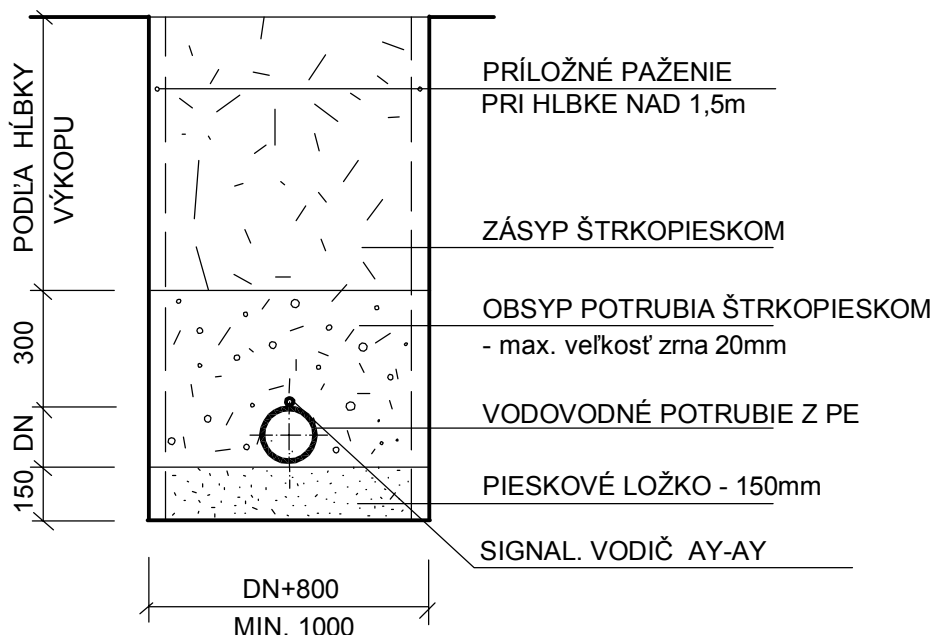 PRÍLOŽNÉ PAŽENIE
PRI HLBKE NAD 1,5m
ZÁSYP ŠTRKOPIESKOM
OBSYP POTRUBIA ŠTRKOPIESKOM
- max. veľkosť zrna 20mm
VODOVODNÉ POTRUBIE Z PE
PIESKOVÉ LOŽKO - 150mm
SIGNAL. VODIČ AY-AY
PODĽA HĹBKY
VÝKOPU
300
DN
150
DN+800
MIN. 1000